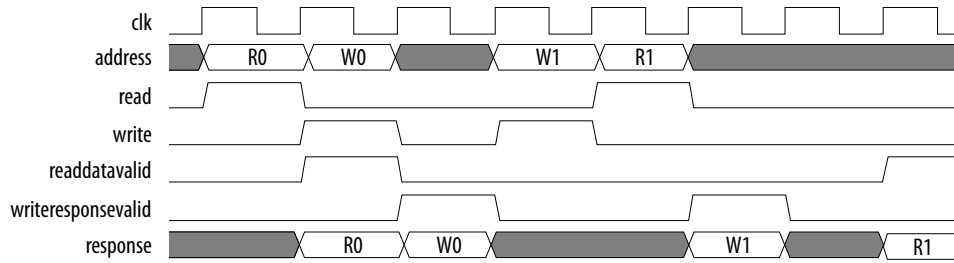 clk
address R0 W0 W1 R1
read
write
readdatavalid
writeresponsevalid
response R0 W0 W1 R1